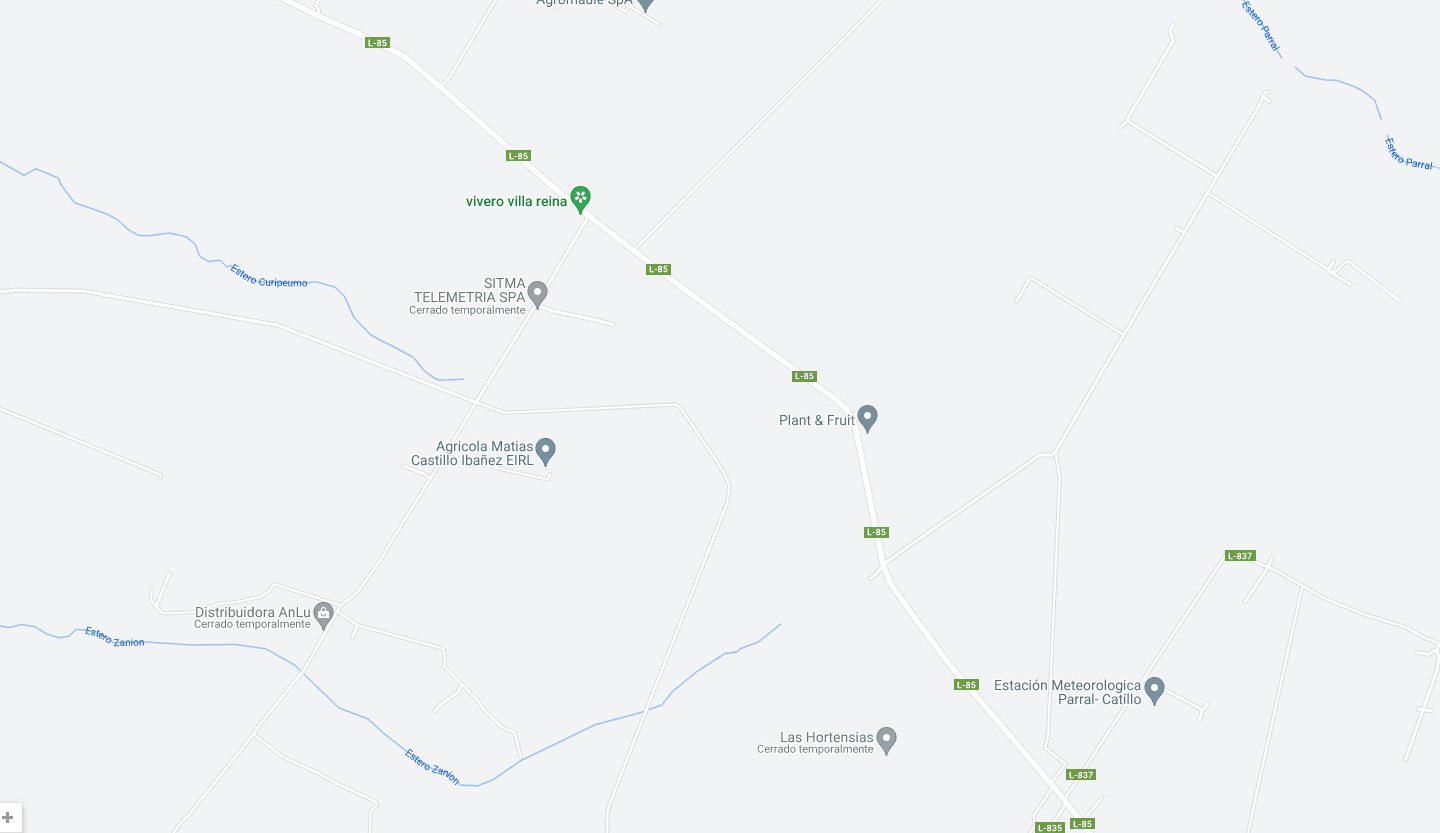 Agromaule SpA
Estero Parral
L-85
L-85
Estero Parral
vivero villa reina
L-85
Estero Curipeumo
SITMA
TELEMETRIA SPA
Cerrado temporalmente
L-85
Plant & Fruit
Agricola Matias
Castillo Ibañez EIRL
L-85
L-837
Distribuidora AnLu
Cerrado temporalmente
Estero Zanion
L-85
Estación Meteorologica
Parral- Catillo
Las Hortensias
Cerrado temporalmente
Estero Zanion
L-837
L-835
L-85